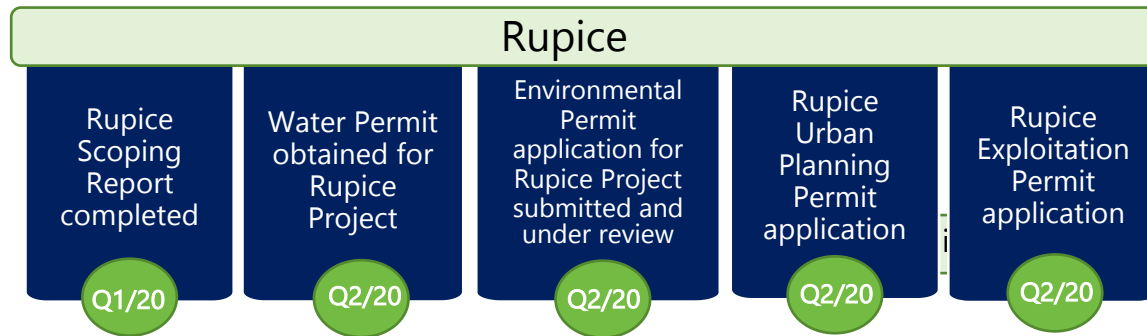 Rupice
Rupice
Scoping
Report
completed
Q1/20
Water Permit
obtained for
Rupice
Project
Q2/20
Environmental
Permit
application for
Rupice Project
submitted and
under review
Q2/20
Rupice
Urban
Planning
Permit
application
Q2/20
i
Rupice
Exploitation
Permit
application
Q2/20